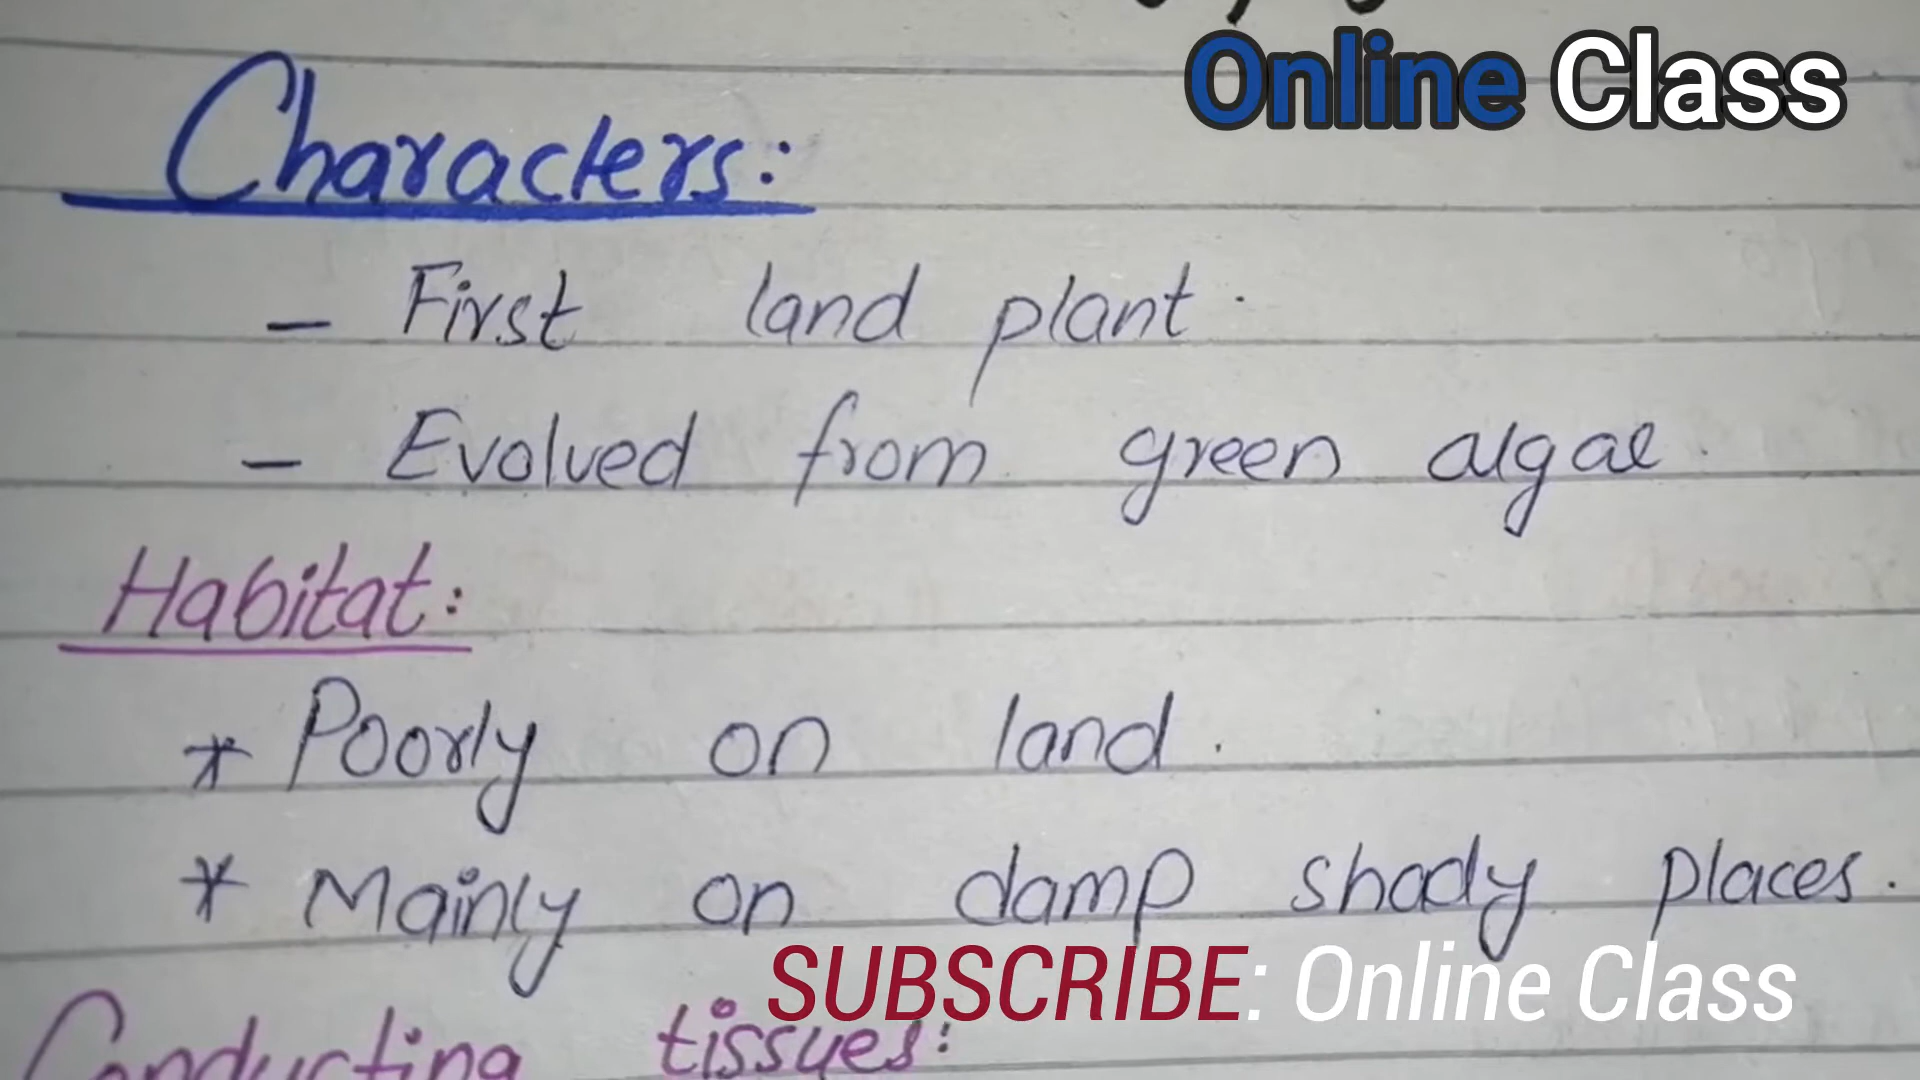 Online Class
Characters:
- First land plant.
- Evolved from green algae.
Habitat:
* Poorly on land.
* Mainly on damp shady places.
SUBSCRIBE: Online Class
Conducting tissues: